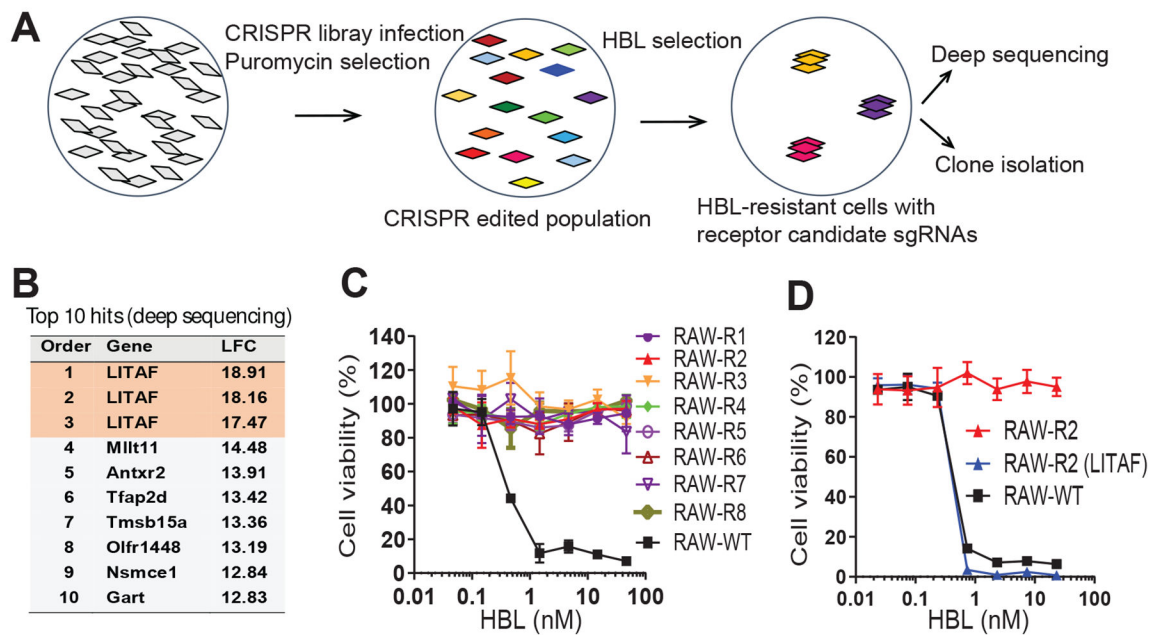 A
CRISPR libray infection
Puromycin selection
HBL selection
Deep sequencing
Clone isolation
CRISPR edited population
HBL-resistant cells with
receptor candidate sgRNAs
B
Top 10 hits (deep sequencing)
Order Gene LFC
1 LITAF 18.91
2 LITAF 18.16
3 LITAF 17.47
4 Mllt11 14.48
5 Antxr2 13.91
6 Tfap2d 13.42
7 Tmsb15a 13.36
8 Olfr1448 13.19
9 Nsmce1 12.84
10 Gart 12.83
C
Cell viability (%)
140
120
100
80
60
40
20
0
0.01 0.1 1 10 100
HBL (nM)
RAW-R1
RAW-R2
RAW-R3
RAW-R4
RAW-R5
RAW-R6
RAW-R7
RAW-R8
RAW-WT
D
Cell viability (%)
120
100
80
60
40
20
0
0.01 0.1 1 10 100
HBL (nM)
RAW-R2
RAW-R2 (LITAF)
RAW-WT